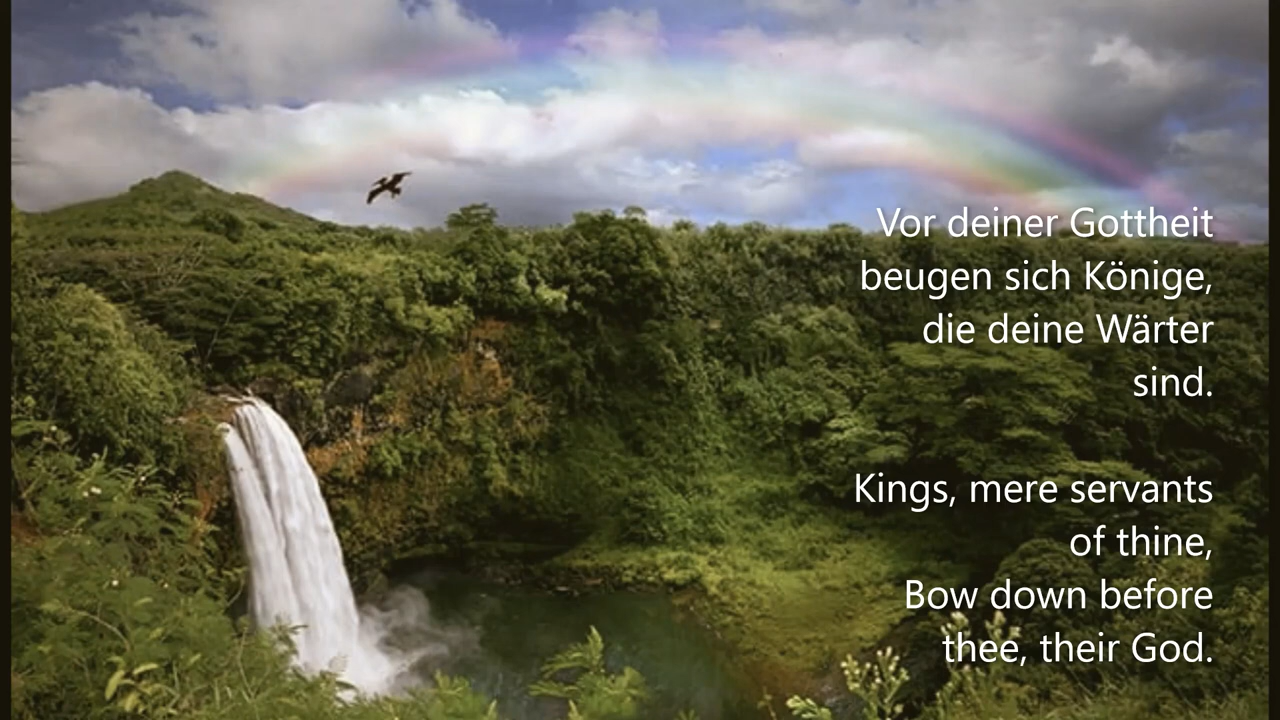 Vor deiner Gottheit
beugen sich Könige,
die deine Wärter
sind.
Kings, mere servants
of thine,
Bow down before
thee, their God.